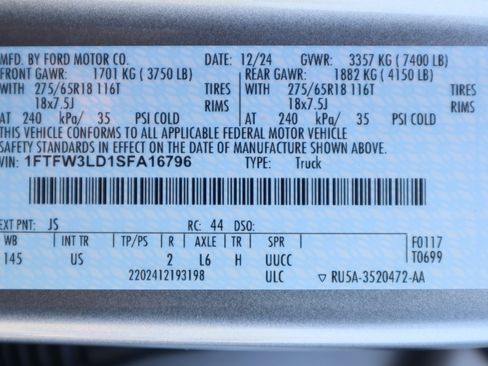 MFD. BY FORD MOTOR CO. 12/24 GVWR: 3357 KG ( 7400 LB)
FRONT GAWR: 1701 KG ( 3750 LB) REAR GAWR: 1882 KG ( 4150 LB)
WITH 275/65R18 116T TIRES WITH 275/65R18 116T TIRES
18x7.5J RIMS 18x7.5J RIMS
AT 240 kPa/ 35 PSI COLD AT 240 kPa/ 35 PSI COLD
THIS VEHICLE CONFORMS TO ALL APPLICABLE FEDERAL MOTOR VEHICLE
SAFETY STANDARDS IN EFFECT ON THE DATE OF MANUFACTURE SHOWN ABOVE.
VIN: 1FTFW3LD1SFA16796 TYPE: Truck
EXT PNT: JS RC: 44 DSO:
WB INT TR TP/PS R AXLE TR SPR F0117
145 US 2 L6 H UUCC T0699
2202412193198 ULC ▽ RU5A-3520472-AA